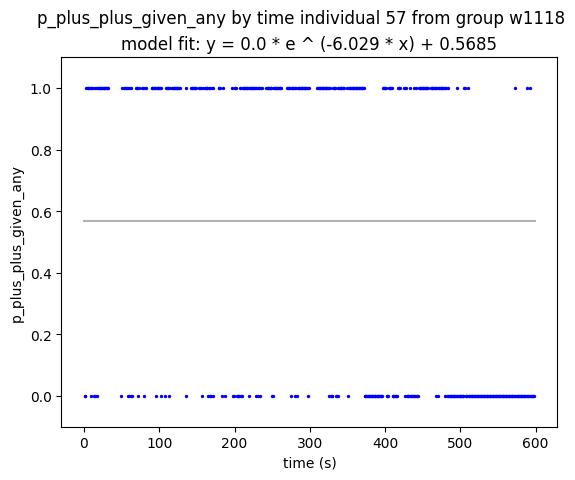 p_plus_plus_given_any by time individual 57 from group w1118
model fit: y = 0.0 * e ^ (-6.029 * x) + 0.5685
1.0
0.8
0.6
0.4
0.2
0.0
p_plus_plus_given_any
0 100 200 300 400 500 600
time (s)